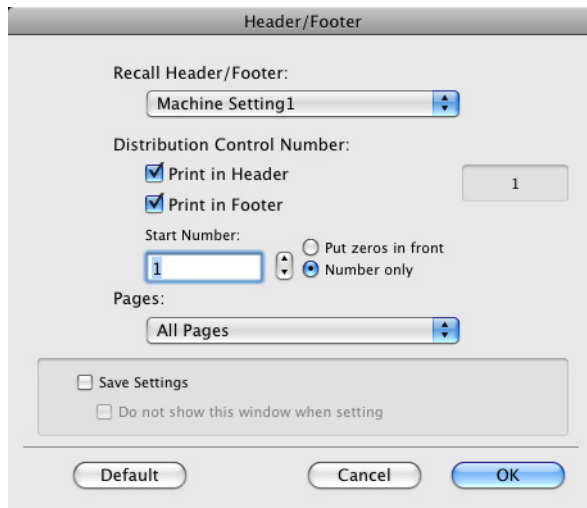 Header/Footer
Recall Header/Footer:
Machine Setting1
Distribution Control Number:
Print in Header
1
Print in Footer
Start Number:
Put zeros in front
1
Number only
Pages:
All Pages
Save Settings
Do not show this window when setting
Default Cancel OK